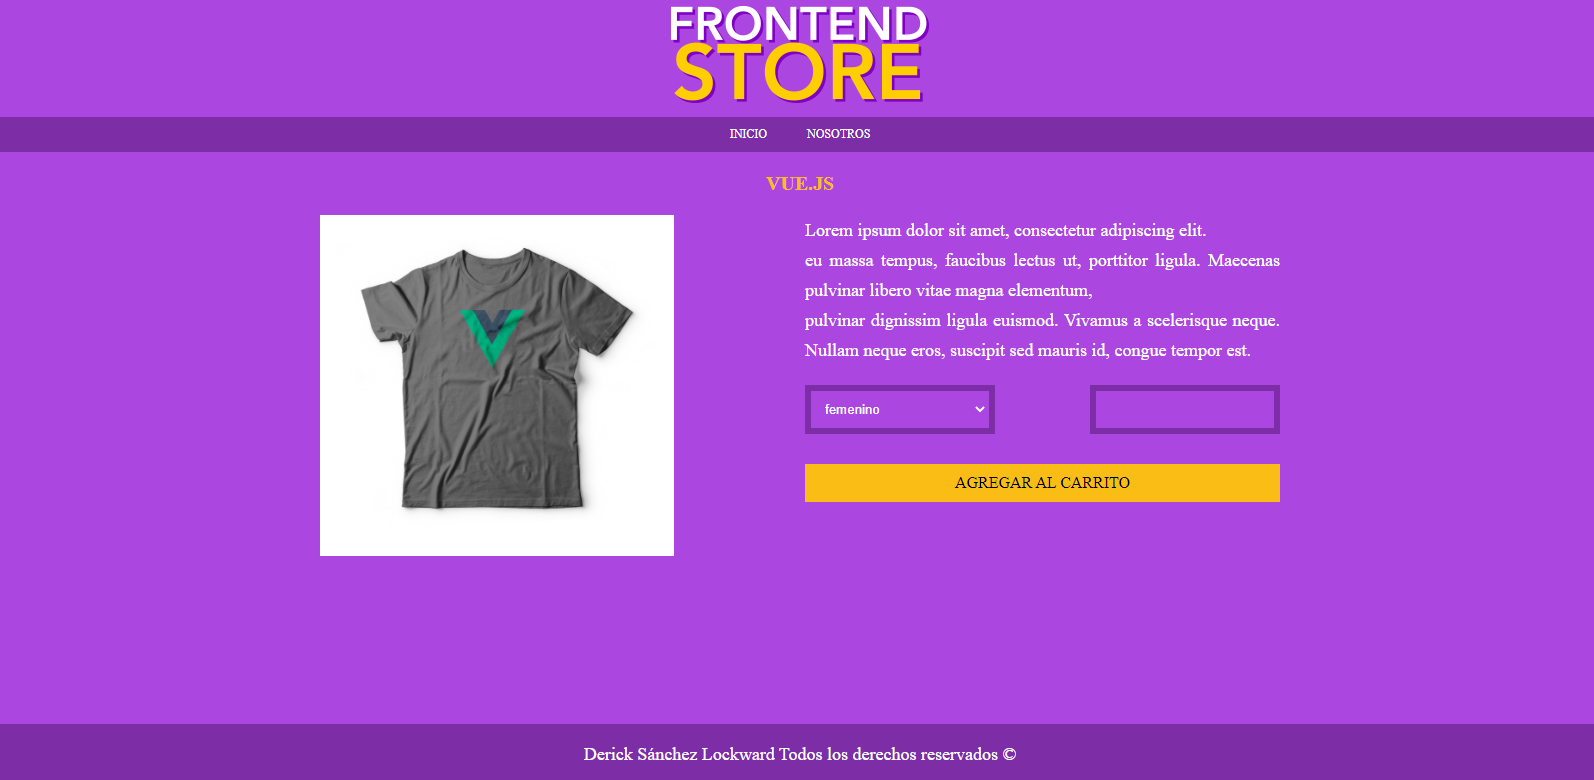 FRONTEND
STORE
INICIO NOSOTROS
VUE.JS
Lorem ipsum dolor sit amet, consectetur adipiscing elit.
eu massa tempus, faucibus lectus ut, porttitor ligula. Maecenas
pulvinar libero vitae magna elementum,
pulvinar dignissim ligula euismod. Vivamus a scelerisque neque.
Nullam neque eros, suscipit sed mauris id, congue tempor est.
femenino
AGREGAR AL CARRITO
Derick Sánchez Lockward Todos los derechos reservados ©